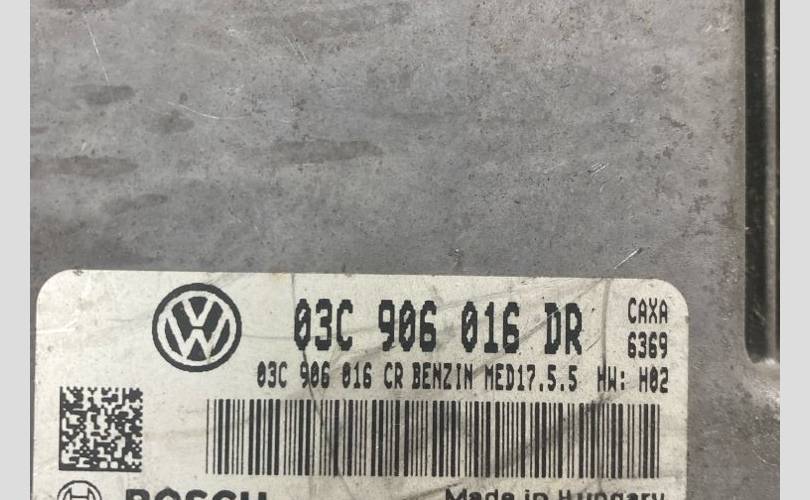 03C 906 016 DR
CAXA
6369
03C 906 016 CR BENZIN MED17.5.5 HW: H02
BOSCH
Made in Hungary